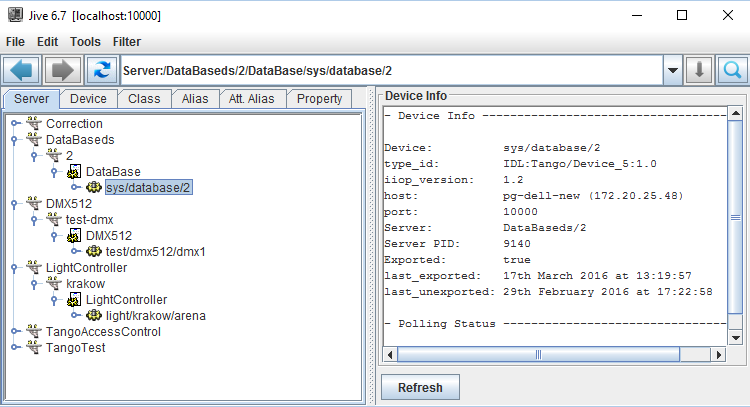 Jive 6.7 [localhost:10000]
File Edit Tools Filter
Server:/DataBaseds/2/DataBase/sys/database/2
Server Device Class Alias Att. Alias Property
Correction
DataBaseds
2
DataBase
sys/database/2
DMX512
test-dmx
DMX512
test/dmx512/dmx1
LightController
krakow
LightController
light/krakow/arena
TangoAccessControl
TangoTest
Device Info
- Device Info --------------------------------
Device: sys/database/2
type_id: IDL:Tango/Device_5:1.0
iiop_version: 1.2
host: pg-dell-new (172.20.25.48)
port: 10000
Server: DataBaseds/2
Server PID: 9140
Exported: true
last_exported: 17th March 2016 at 13:19:57
last_unexported: 29th February 2016 at 17:22:58
- Polling Status -----------------------------
Refresh